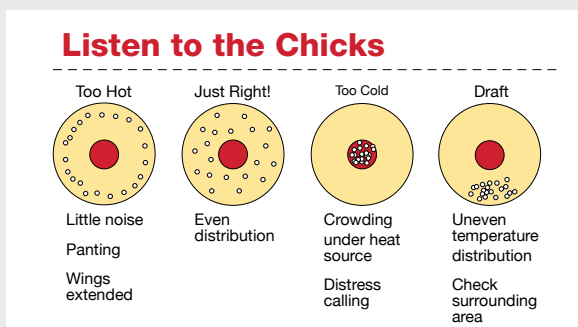 Listen to the Chicks
Too Hot
Just Right!
Too Cold
Draft
Little noise
Panting
Wings
extended
Even
distribution
Crowding
under heat
source
Distress
calling
Uneven
temperature
distribution
Check
surrounding
area